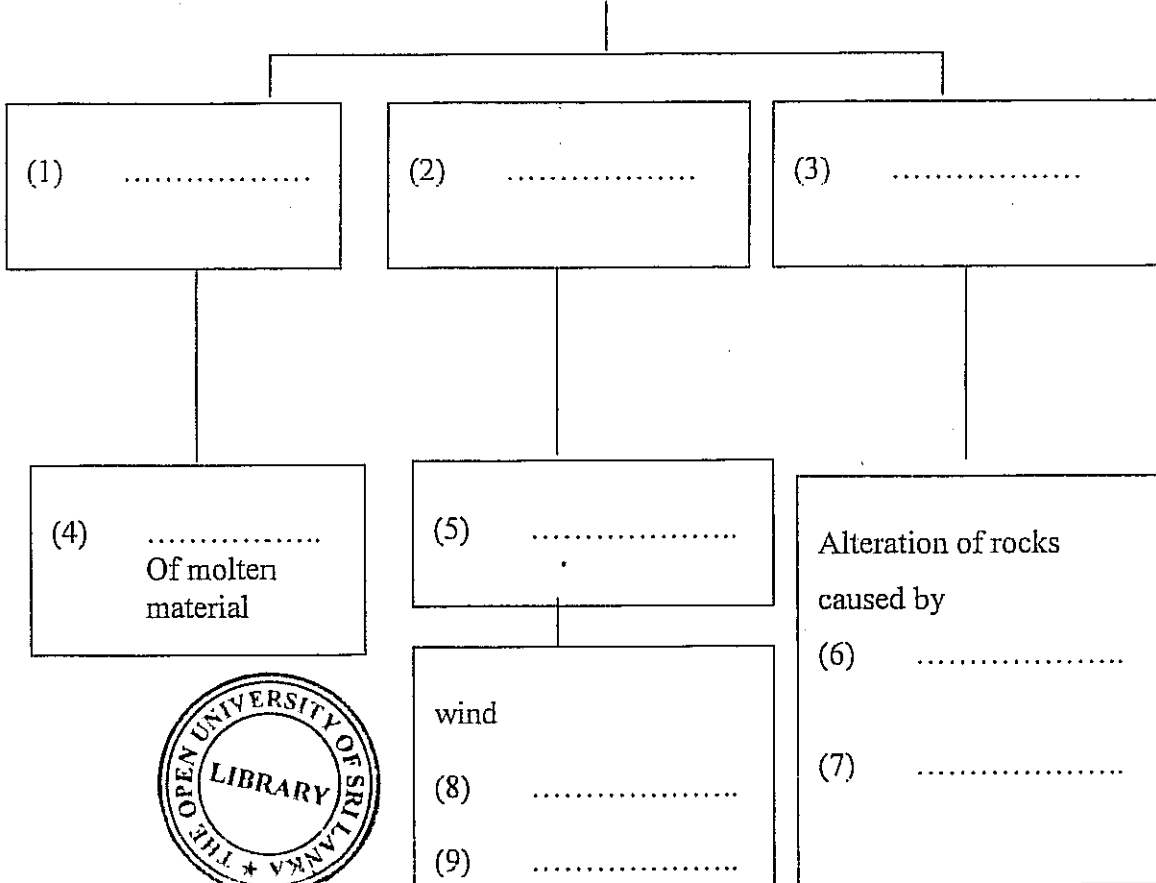 (1) ..................
(2) ..................
(3) ..................
(4) .................
Of molten
material
(5) ....................
Alteration of rocks
caused by
(6) ....................
(7) ....................
wind
(8) ....................
(9) ....................
THE OPEN UNIVERSITY OF SRI LANKA *
LIBRARY